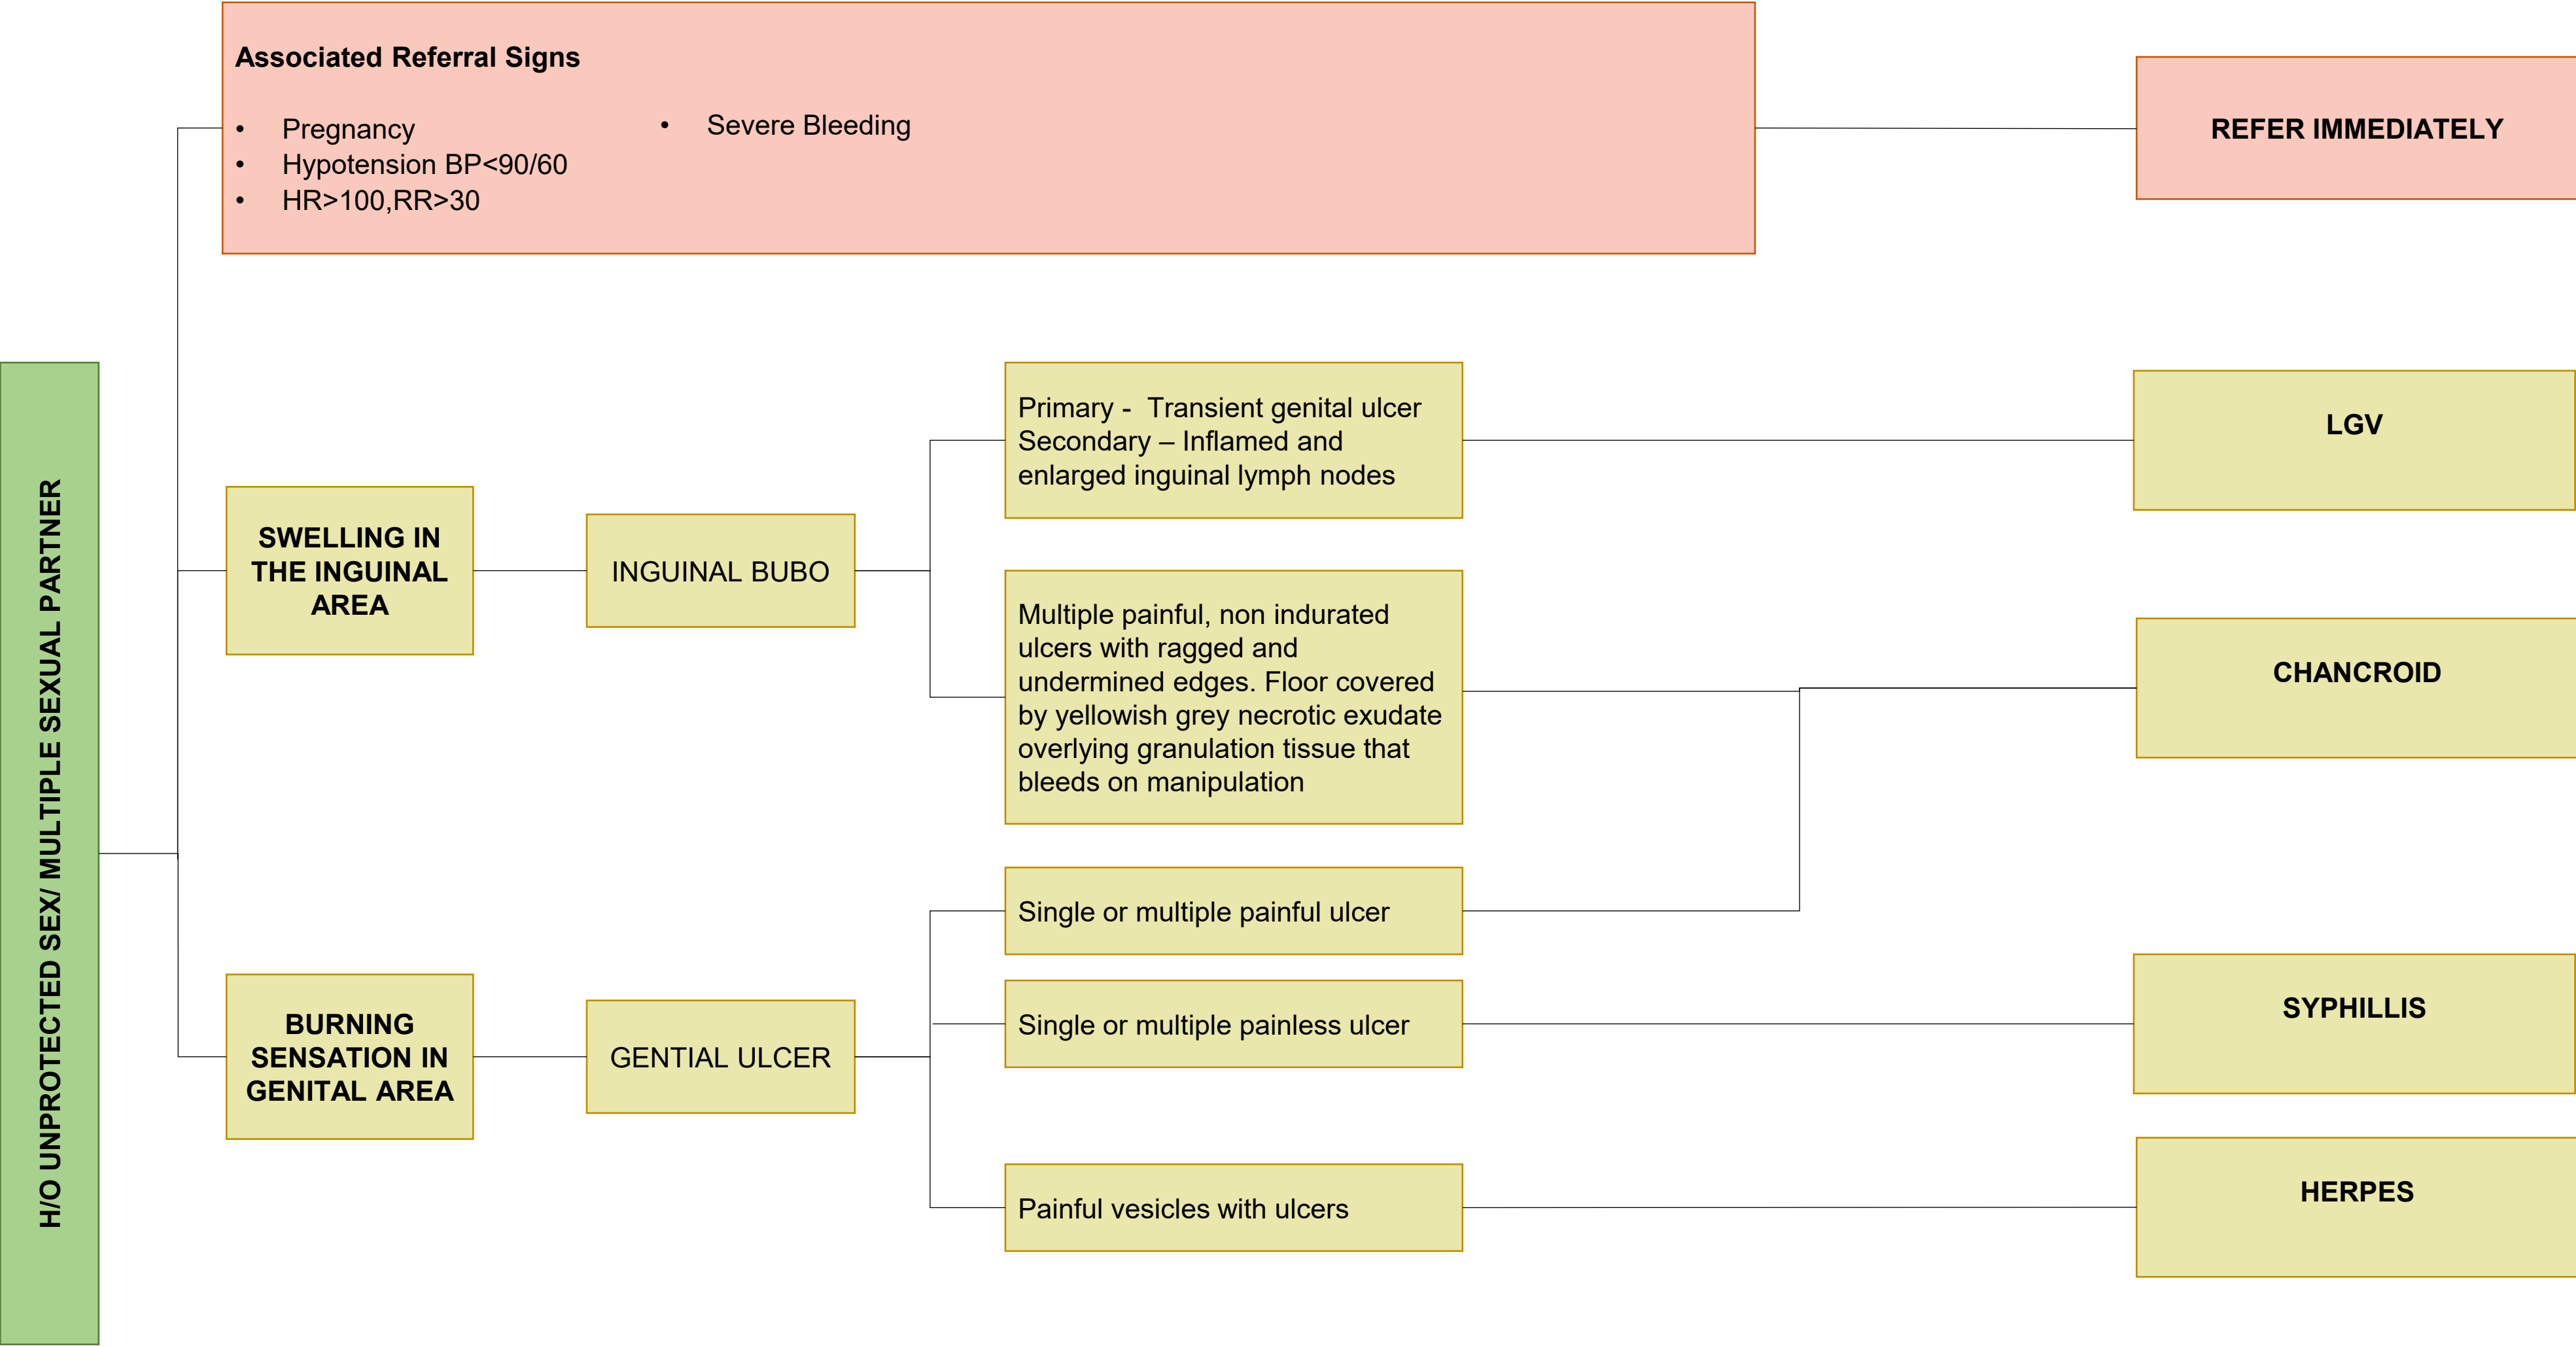 Associated Referral Signs
• Pregnancy
• Hypotension BP<90/60
• HR>100,RR>30
• Severe Bleeding
REFER IMMEDIATELY
H/O UNPROTECTED SEX/ MULTIPLE SEXUAL PARTNER
SWELLING IN
THE INGUINAL
AREA
INGUINAL BUBO
Primary - Transient genital ulcer
Secondary – Inflamed and
enlarged inguinal lymph nodes
LGV
Multiple painful, non indurated
ulcers with ragged and
undermined edges. Floor covered
by yellowish grey necrotic exudate
overlying granulation tissue that
bleeds on manipulation
CHANCROID
BURNING
SENSATION IN
GENITAL AREA
GENTIAL ULCER
Single or multiple painful ulcer
Single or multiple painless ulcer
SYPHILLIS
Painful vesicles with ulcers
HERPES